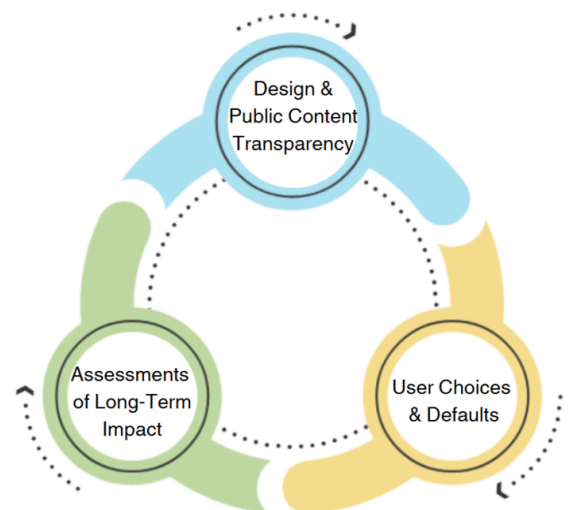 Design &
Public Content
Transparency
User Choices
& Defaults
Assessments
of Long-Term
Impact